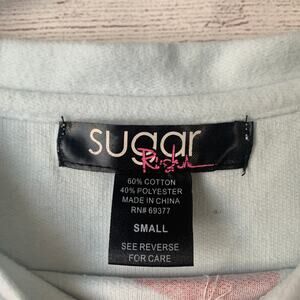 sugar
Rush
60% COTTON
40% POLYESTER
MADE IN CHINA
RN# 69377
SMALL
SEE REVERSE
FOR CARE